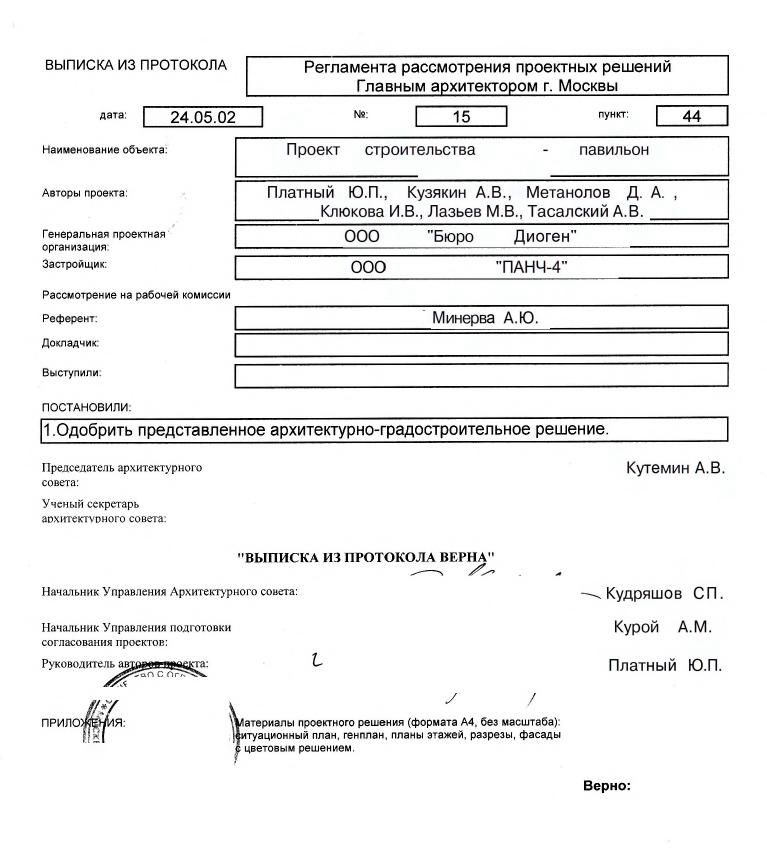 ВЫПИСКА ИЗ ПРОТОКОЛА
Регламента рассмотрения проектных решений
Главным архитектором г. Москвы
дата: 24.05.02 №: 15 пункт: 44
Наименование объекта: Проект строительства - павильон
Авторы проекта: Платный Ю.П., Кузякин А.В., Метанолов Д. А. ,
Клюкова И.В., Лазьев М.В., Тасалский А.В.
Генеральная проектная
организация: ООО "Бюро Диоген"
Застройщик: ООО "ПАНЧ-4"
Рассмотрение на рабочей комиссии
Референт: Минерва А.Ю.
Докладчик:
Выступили:
ПОСТАНОВИЛИ:
1.Одобрить представленное архитектурно-градостроительное решение.
Председатель архитектурного
совета: Кутемин А.В.
Ученый секретарь
архитектурного совета:
"ВЫПИСКА ИЗ ПРОТОКОЛА ВЕРНА"
Начальник Управления Архитектурного совета: Кудряшов СП.
Начальник Управления подготовки
согласования проектов: Курой А.М.
Руководитель авторов проекта: Платный Ю.П.
ПРИЛОЖЕНИЯ: Материалы проектного решения (формата А4, без масштаба):
ситуационный план, генплан, планы этажей, разрезы, фасады
с цветовым решением.
Верно: